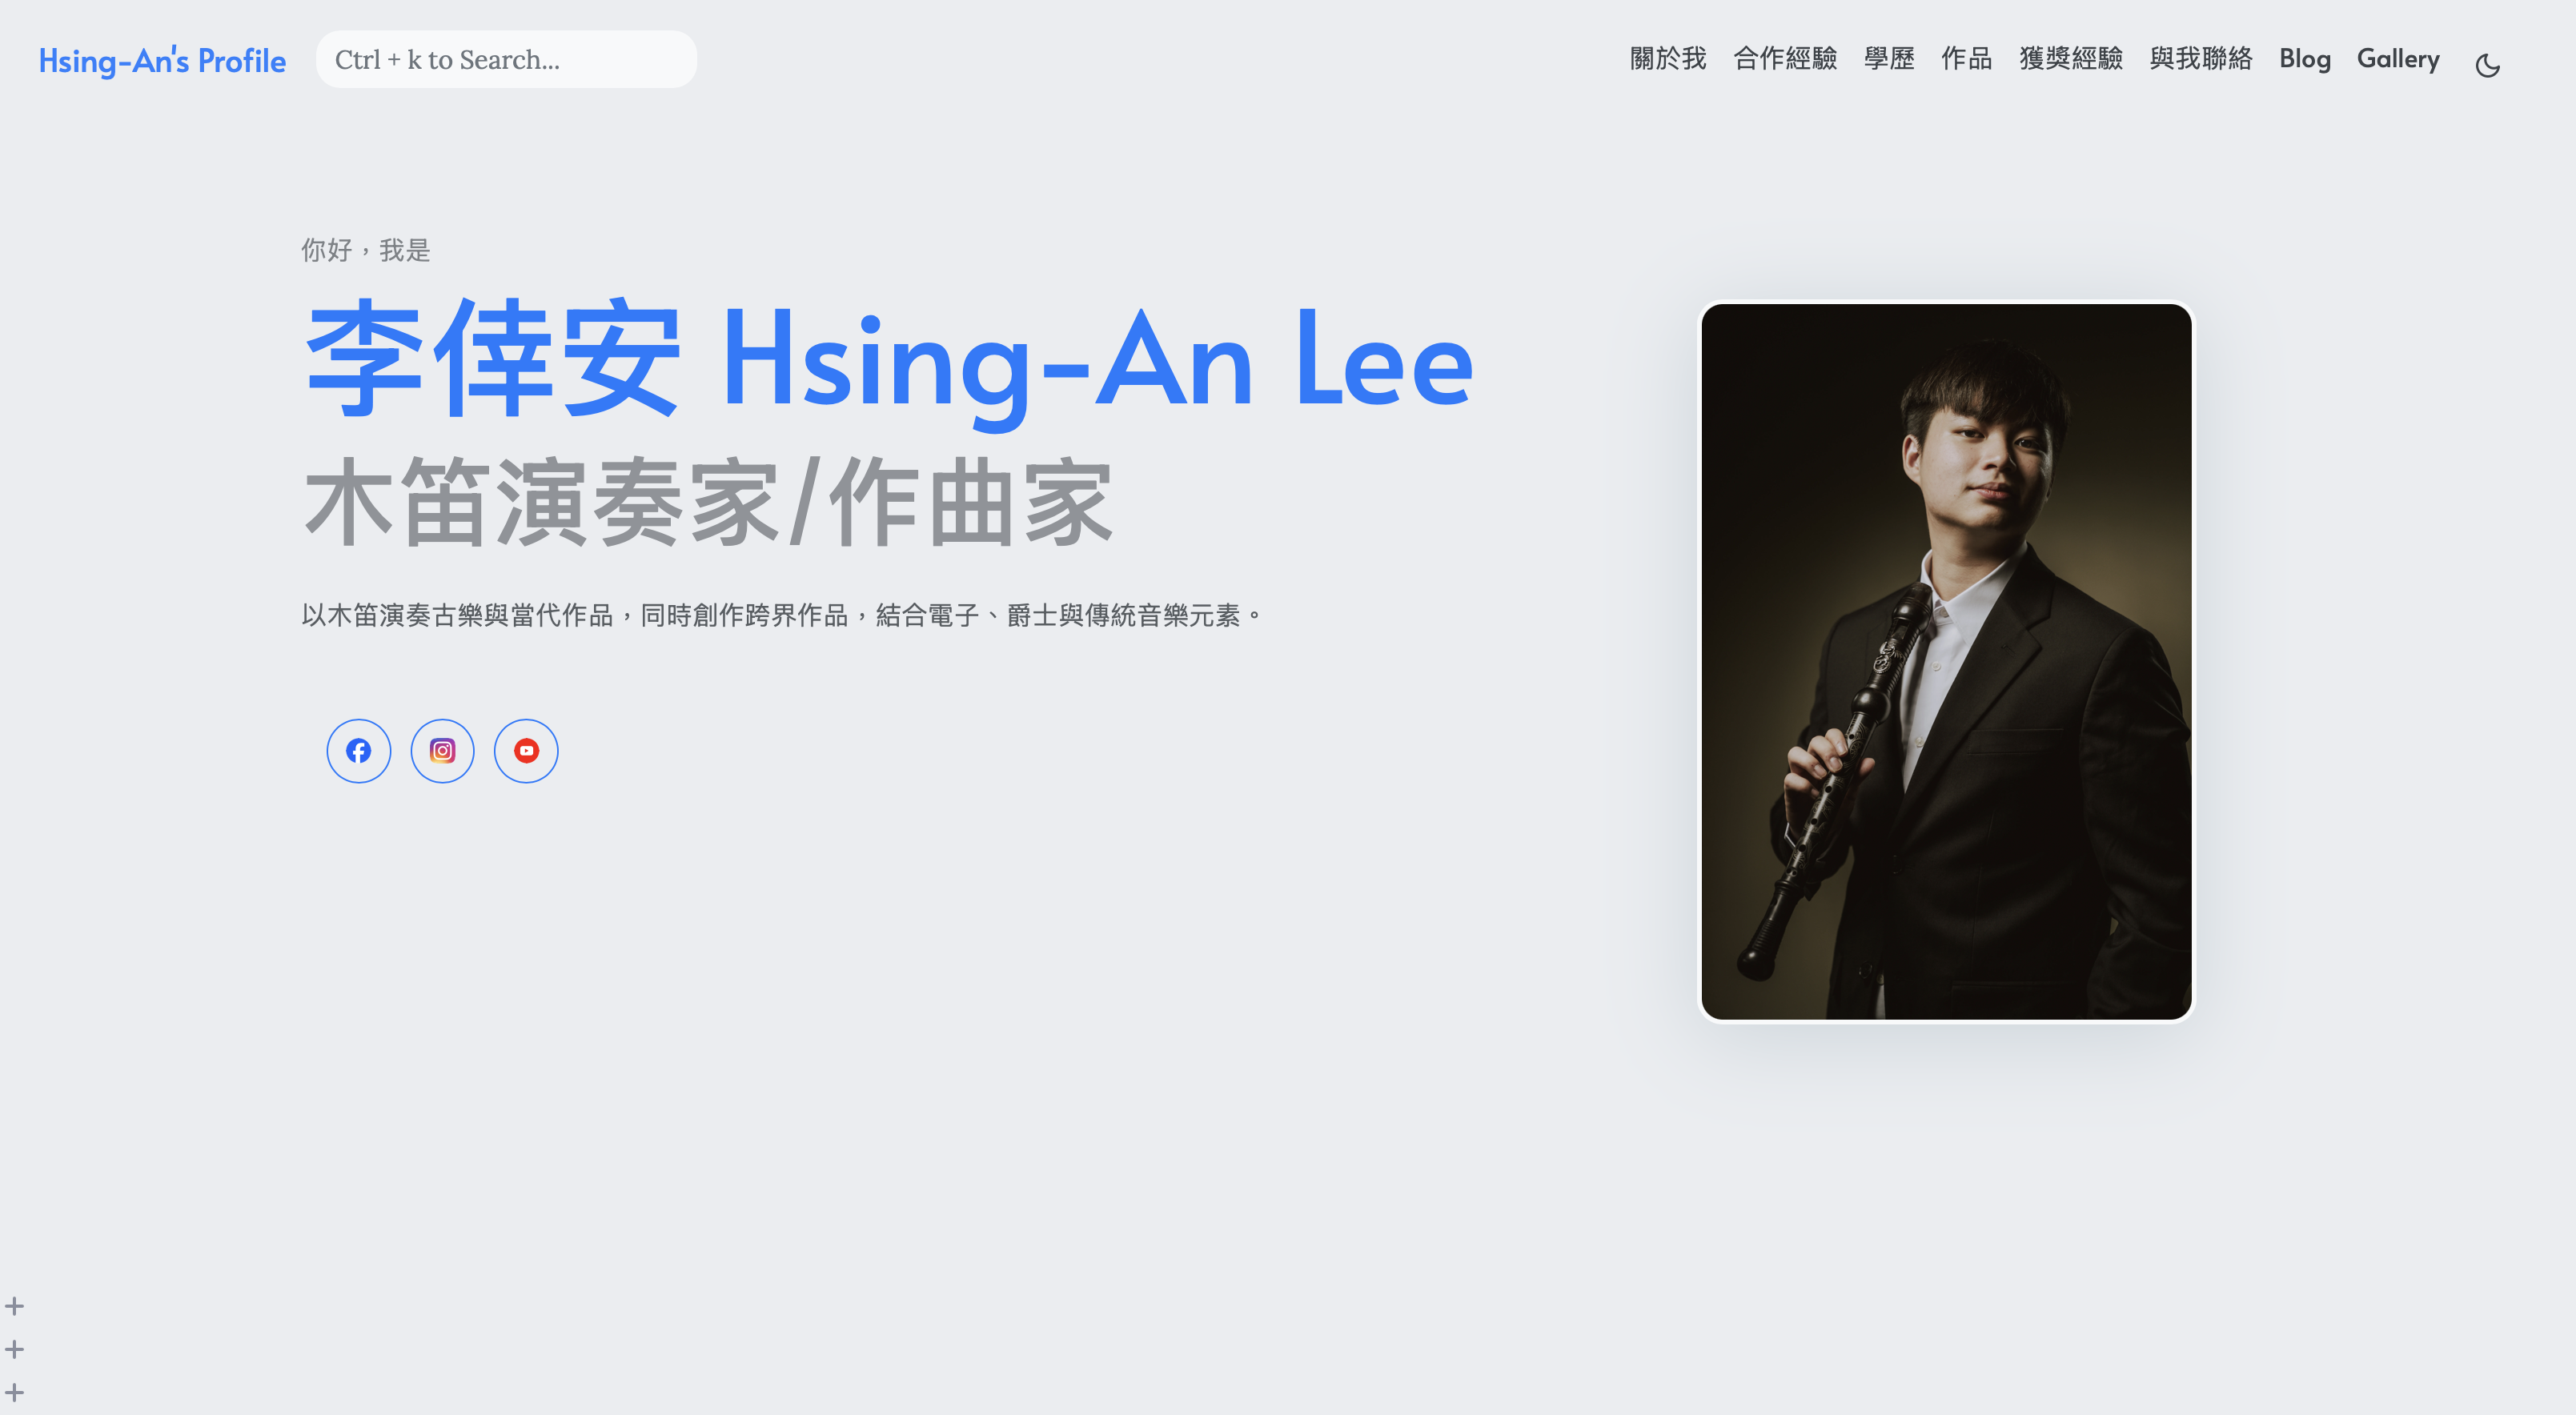 Hsing-An's Profile
Ctrl + k to Search...
關於我 合作經驗 學歷 作品 獲獎經驗 與我聯絡 Blog Gallery
你好，我是
李倖安 Hsing-An Lee
木笛演奏家/作曲家
以木笛演奏古樂與當代作品，同時創作跨界作品，結合電子、爵士與傳統音樂元素。